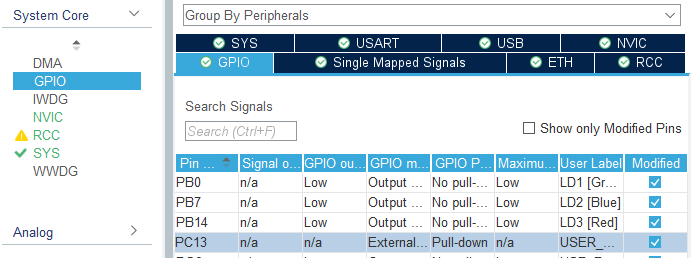 System Core
DMA
GPIO
IWDG
NVIC
RCC
SYS
WWDG
Analog
Group By Peripherals
SYS USART USB NVIC
GPIO Single Mapped Signals ETH RCC
Search Signals
Search (Ctrl+F)
Show only Modified Pins
Pin ... Signal o... GPIO ou... GPIO m... GPIO P... Maximu... User Label Modified
PB0 n/a Low Output ... No pull-... Low LD1 [Gr...
PB7 n/a Low Output ... No pull-... Low LD2 [Blue]
PB14 n/a Low Output ... No pull-... Low LD3 [Red]
PC13 n/a n/a External... Pull-down n/a USER_...